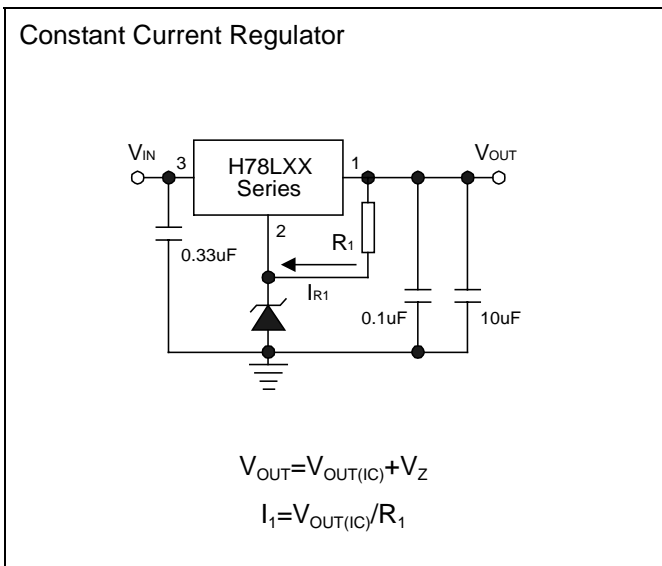 Constant Current Regulator
VIN
3
H78LXX
Series
1
VOUT
2
R1
0.33uF
IR1
0.1uF
10uF
VOUT=VOUT(IC)+VZ
I1=VOUT(IC)/R1